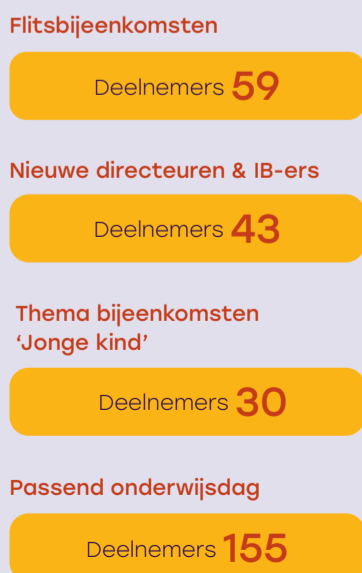 Flitsbijeenkomsten
Deelnemers 59
Nieuwe directeuren & IB-ers
Deelnemers 43
Thema bijeenkomsten
‘Jonge kind’
Deelnemers 30
Passend onderwijsdag
Deelnemers 155